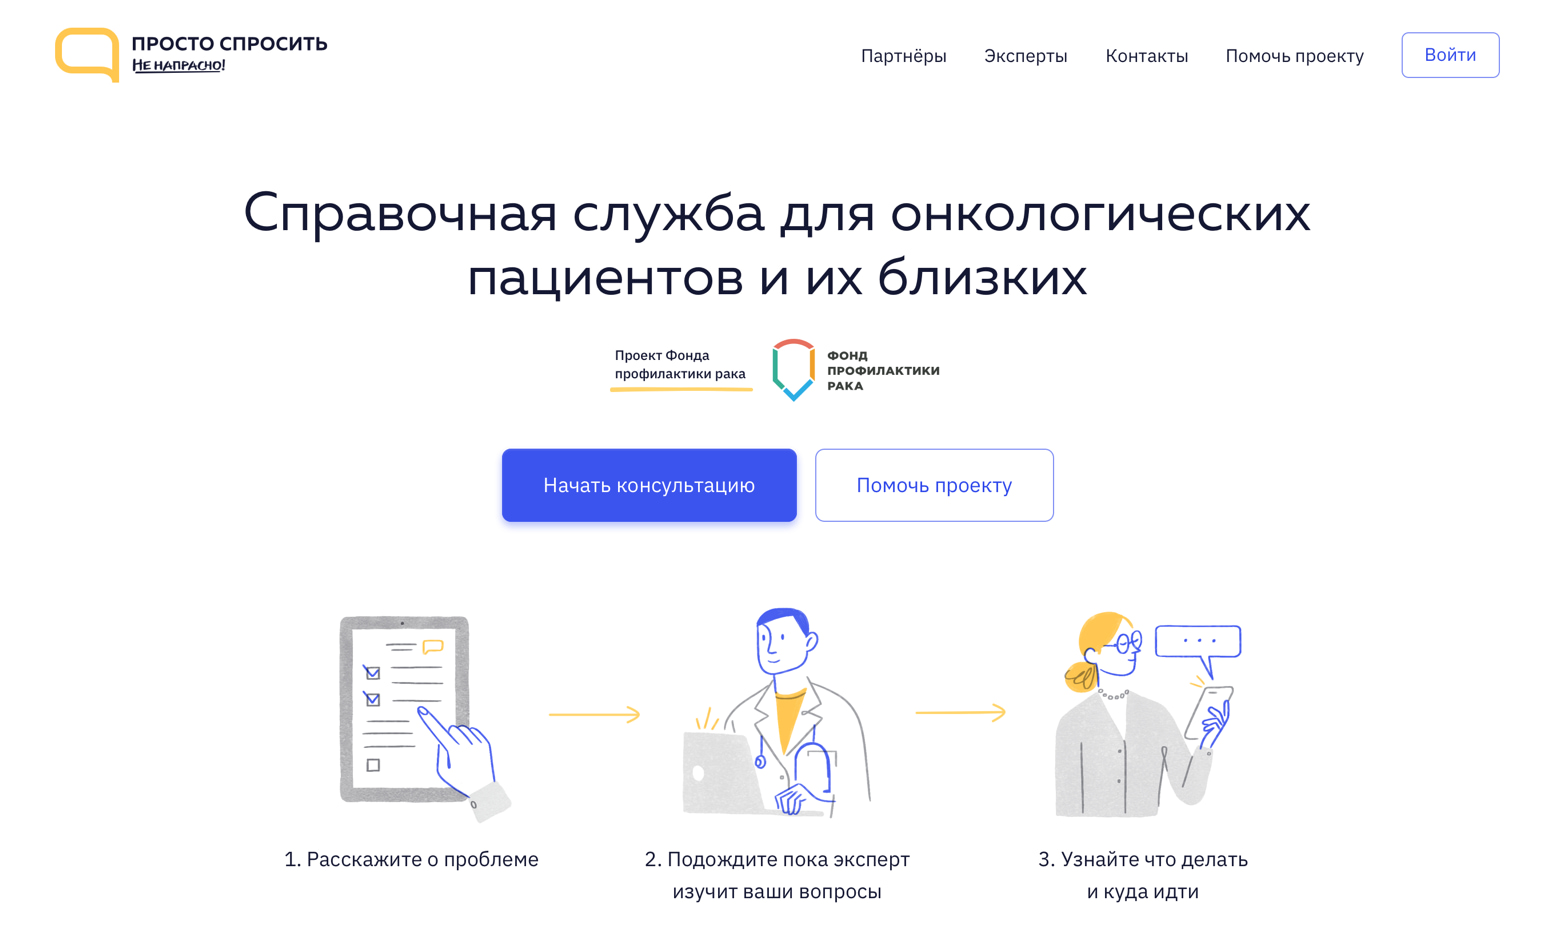 ПРОСТО СПРОСИТЬ
НЕ НАПРАСНО!
Партнёры
Эксперты
Контакты
Помочь проекту
Войти
Справочная служба для онкологических
пациентов и их близких
Проект Фонда
профилактики рака
ФОНД
ПРОФИЛАКТИКИ
РАКА
Начать консультацию
Помочь проекту
1. Расскажите о проблеме
2. Подождите пока эксперт
изучит ваши вопросы
3. Узнайте что делать
и куда идти